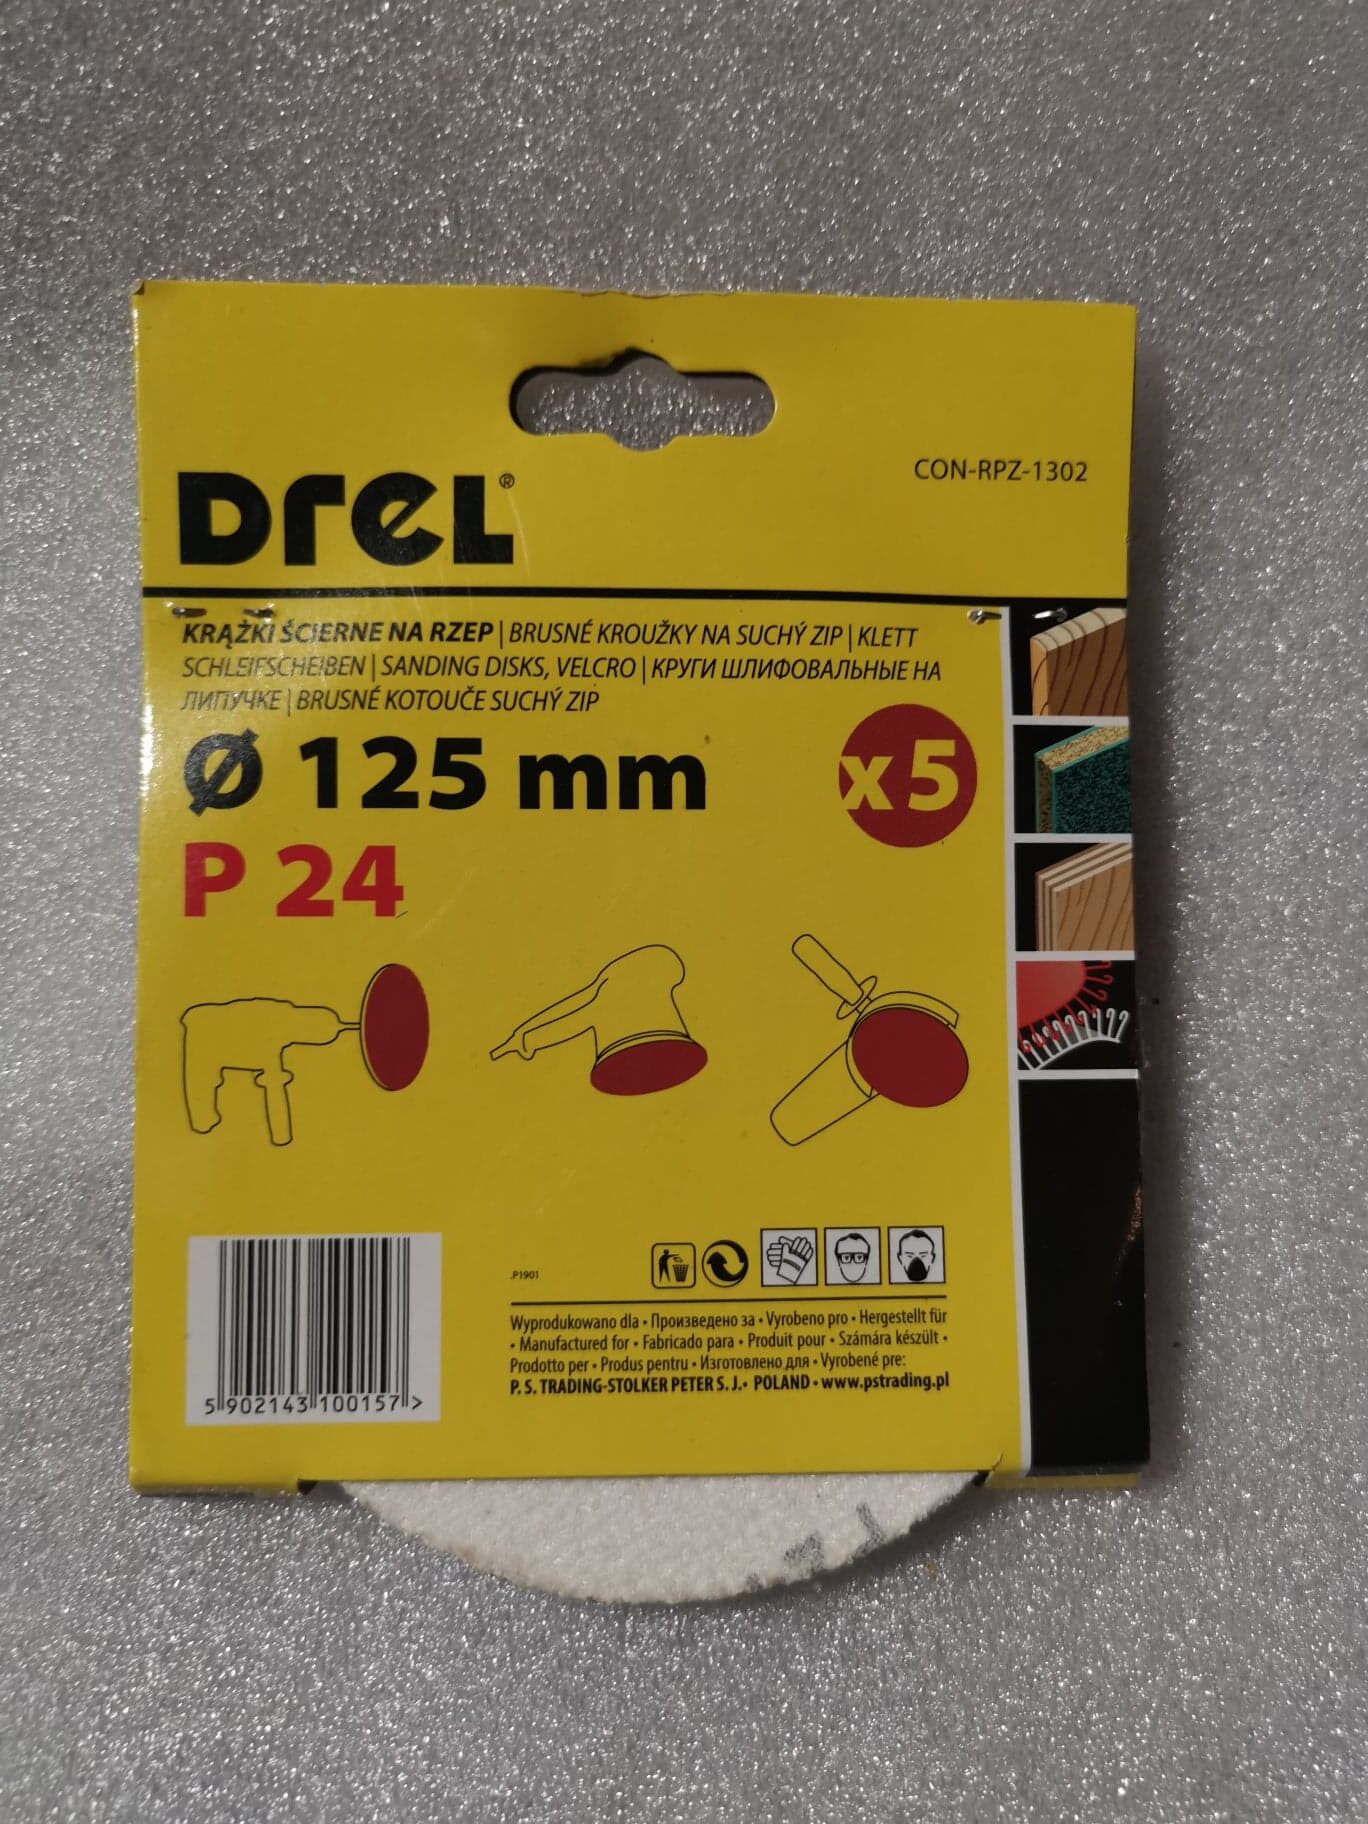 CON-RPZ-1302
Drel®
KRĄŻKI ŚCIERNE NA RZEP | BRUSNÉ KROUŽKY NA SUCHÝ ZIP | KLETT
SCHLEIFSCHEIBEN | SANDING DISKS, VELCRO | КРУГИ ШЛИФОВАЛЬНЫЕ НА
ЛИПУЧКЕ | BRUSNÉ KOTOUČE SUCHÝ ZIP
Ø 125 mm
x5
P 24
.P1901
Wyprodukowano dla • Произведено за • Vyrobeno pro • Hergestellt für
• Manufactured for • Fabricado para • Produit pour • Számára készült •
Prodotto per • Produs pentru • Изготовлено для • Vyrobené pre:
P. S. TRADING-STOLKER PETER S. J. • POLAND • www.pstrading.pl
5 902143 100157 >